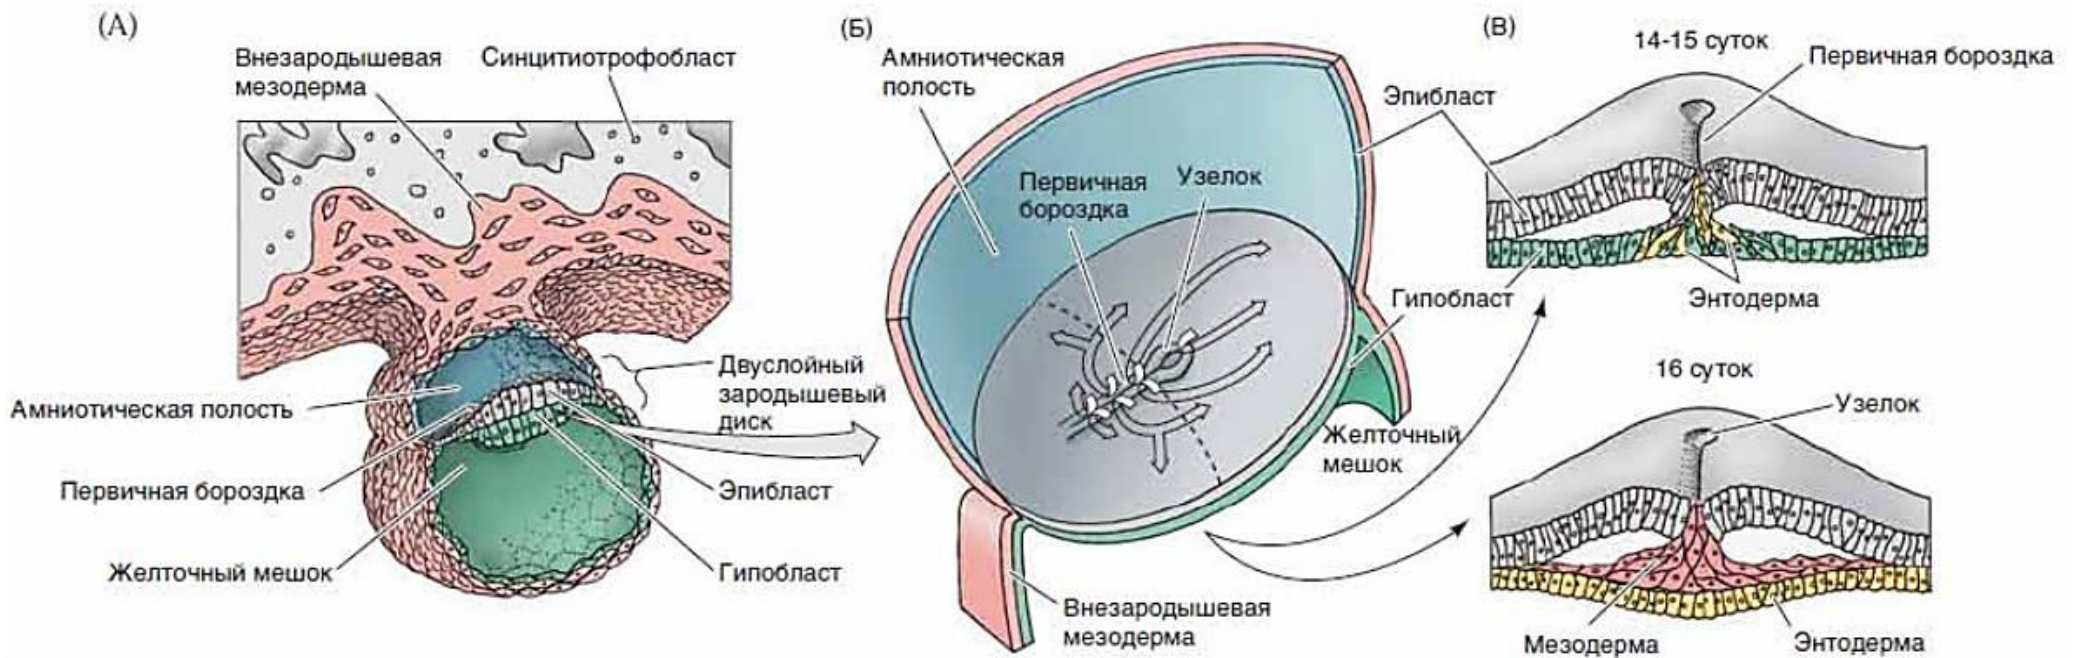 (А)
Внезародышевая
мезодерма
Синцитиотрофобласт
Двуслойный
зародышевый
диск
Амниотическая полость
Первичная бороздка
Эпибласт
Желточный мешок
Гипобласт
(Б)
Амниотическая
полость
Эпибласт
Первичная
бороздка
Узелок
Гипобласт
Желточный
мешок
Внезародышевая
мезодерма
(В)
14-15 суток
Первичная бороздка
Энтодерма
16 суток
Узелок
Мезодерма
Энтодерма